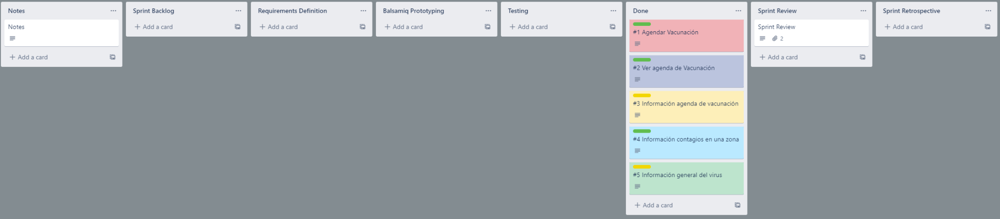 Notes
Notes
Add a card
Sprint Backlog
Add a card
Requirements Definition
Add a card
Balsamiq Prototyping
Add a card
Testing
Add a card
Done
#1 Agendar Vacunación
#2 Ver agenda de Vacunación
#3 Información agenda de vacunación
#4 Información contagios en una zona
#5 Información general del virus
Add a card
Sprint Review
Sprint Review
2
Add a card
Sprint Retrospective
Add a card